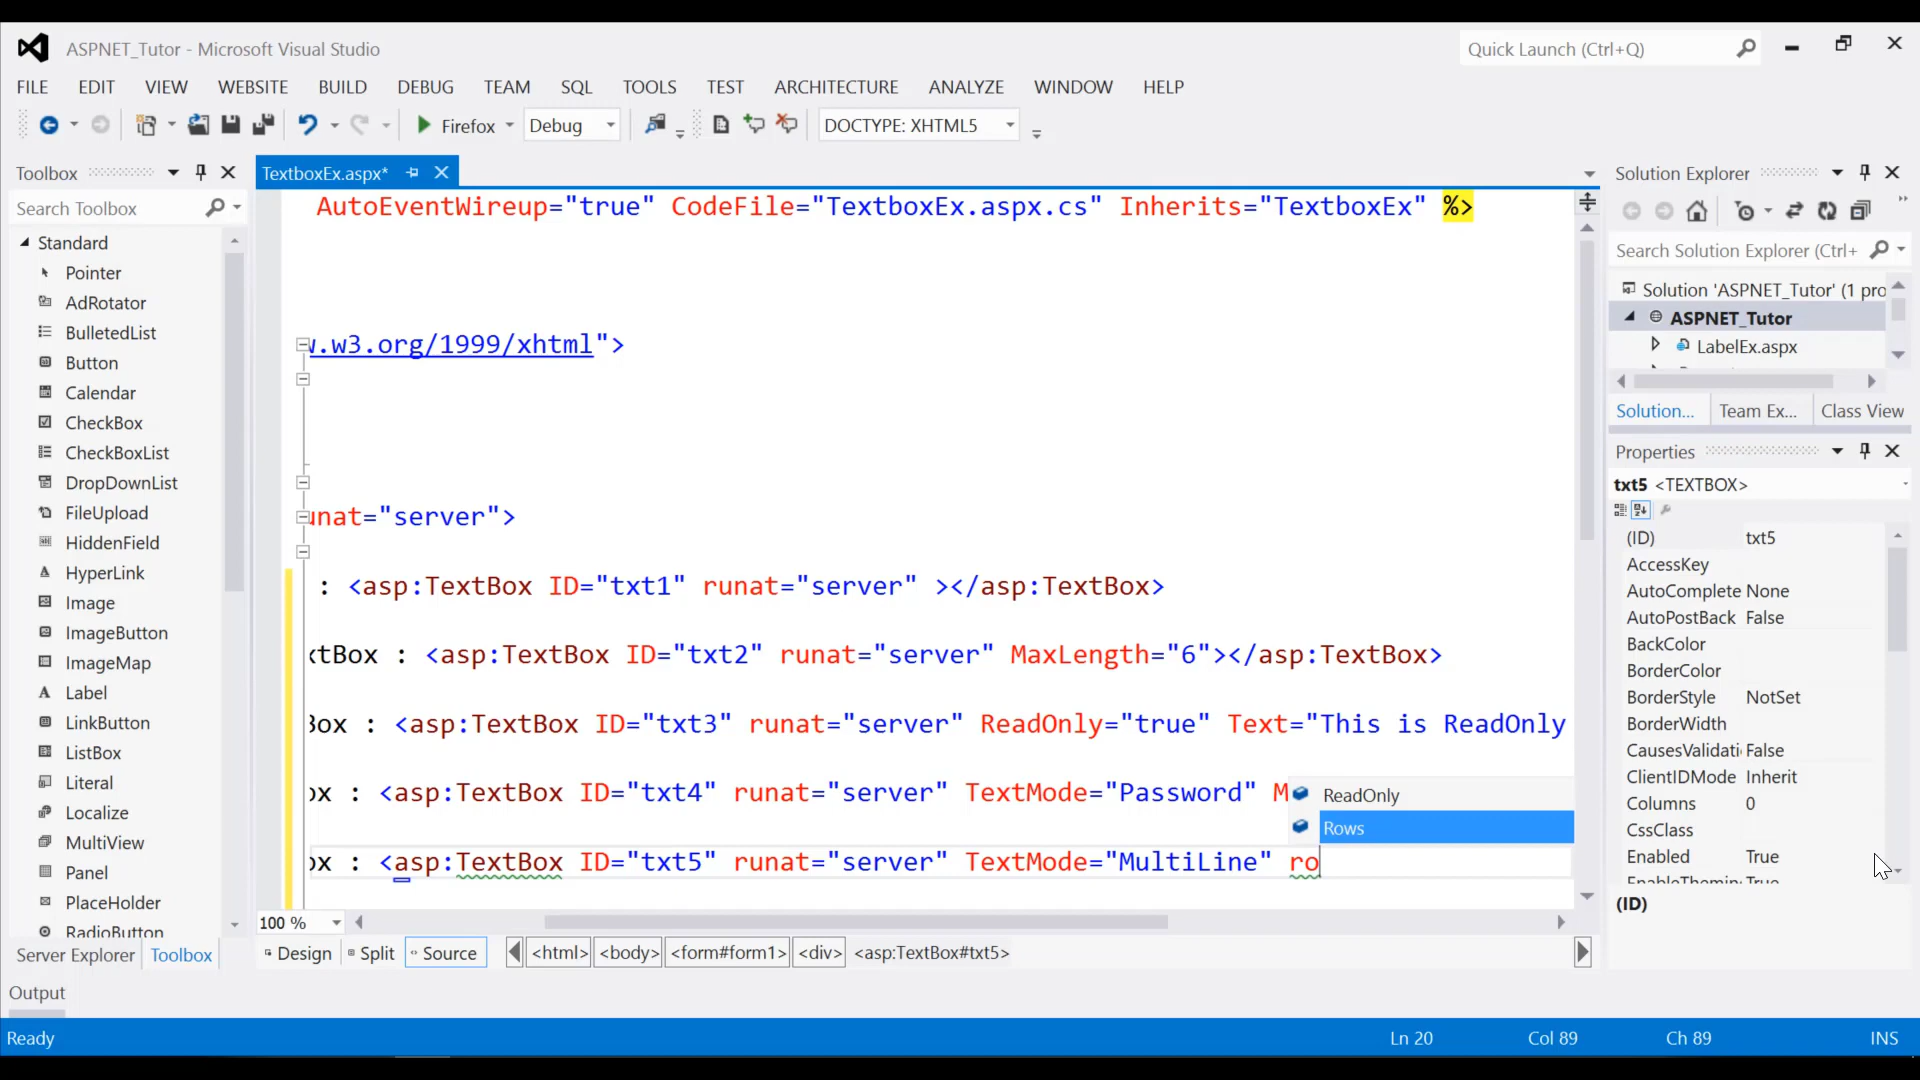 ASPNET_Tutor - Microsoft Visual Studio
Quick Launch (Ctrl+Q)
FILE EDIT VIEW WEBSITE BUILD DEBUG TEAM SQL TOOLS TEST ARCHITECTURE ANALYZE WINDOW HELP
Firefox Debug DOCTYPE: XHTML5
Toolbox
Search Toolbox
Standard
Pointer
AdRotator
BulletedList
Button
Calendar
CheckBox
CheckBoxList
DropDownList
FileUpload
HiddenField
HyperLink
Image
ImageButton
ImageMap
Label
LinkButton
ListBox
Literal
Localize
MultiView
Panel
PlaceHolder
RadioButton
Server Explorer Toolbox
TextboxEx.aspx*
AutoEventWireup="true" CodeFile="TextboxEx.aspx.cs" Inherits="TextboxEx" %>
w.w3.org/1999/xhtml">
unat="server">
: <asp:TextBox ID="txt1" runat="server" ></asp:TextBox>
xtBox : <asp:TextBox ID="txt2" runat="server" MaxLength="6"></asp:TextBox>
Box : <asp:TextBox ID="txt3" runat="server" ReadOnly="true" Text="This is ReadOnly
ox : <asp:TextBox ID="txt4" runat="server" TextMode="Password" M
ReadOnly
Rows
ox : <asp:TextBox ID="txt5" runat="server" TextMode="MultiLine" ro
100 %
Design Split Source <html> <body> <form#form1> <div> <asp:TextBox#txt5>
Solution Explorer
Search Solution Explorer (Ctrl+
Solution 'ASPNET_Tutor' (1 pro
ASPNET_Tutor
LabelEx.aspx
Solution... Team Ex... Class View
Properties
txt5 <TEXTBOX>
(ID) txt5
AccessKey
AutoComplete None
AutoPostBack False
BackColor
BorderColor
BorderStyle NotSet
BorderWidth
CausesValidati False
ClientIDMode Inherit
Columns 0
CssClass
Enabled True
EnableTheming True
(ID)
Output
Ready Ln 20 Col 89 Ch 89 INS